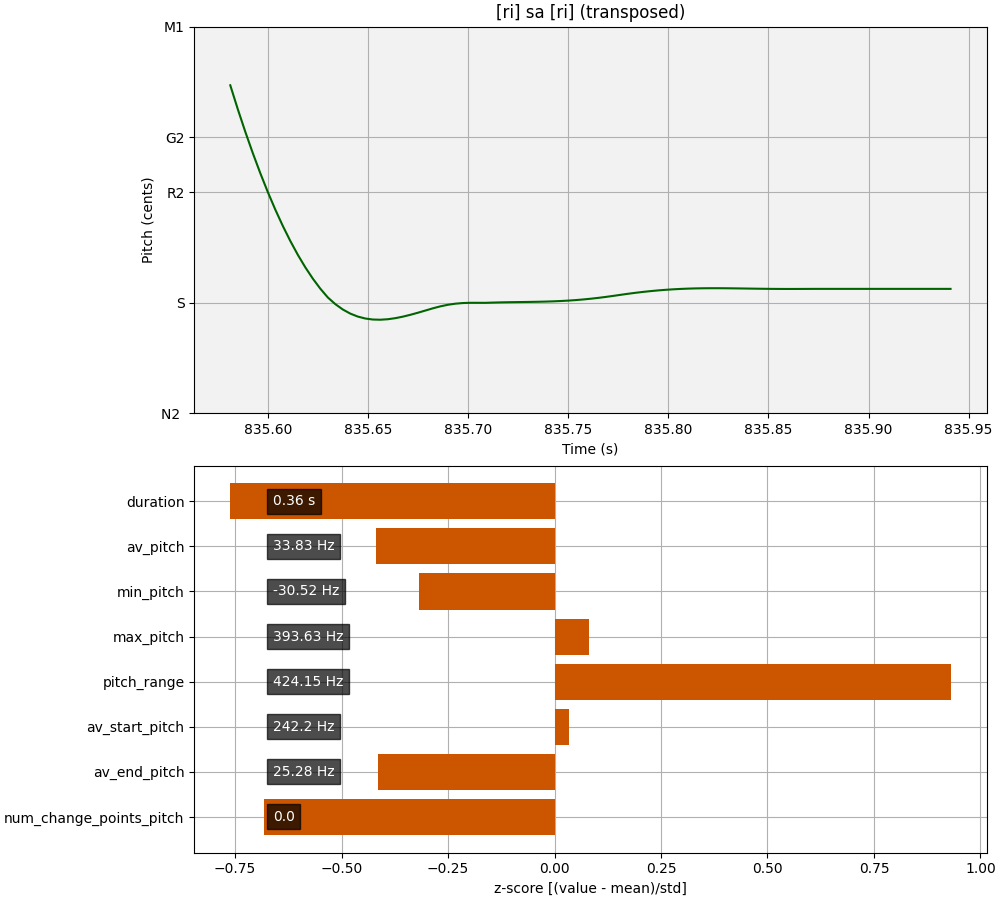 [ri] sa [ri] (transposed)
M1
G2
R2
S
N2
Pitch (cents)
835.60 835.65 835.70 835.75 835.80 835.85 835.90 835.95
Time (s)
duration 0.36 s
av_pitch 33.83 Hz
min_pitch -30.52 Hz
max_pitch 393.63 Hz
pitch_range 424.15 Hz
av_start_pitch 242.2 Hz
av_end_pitch 25.28 Hz
num_change_points_pitch 0.0
−0.75 −0.50 −0.25 0.00 0.25 0.50 0.75 1.00
z-score [(value - mean)/std]